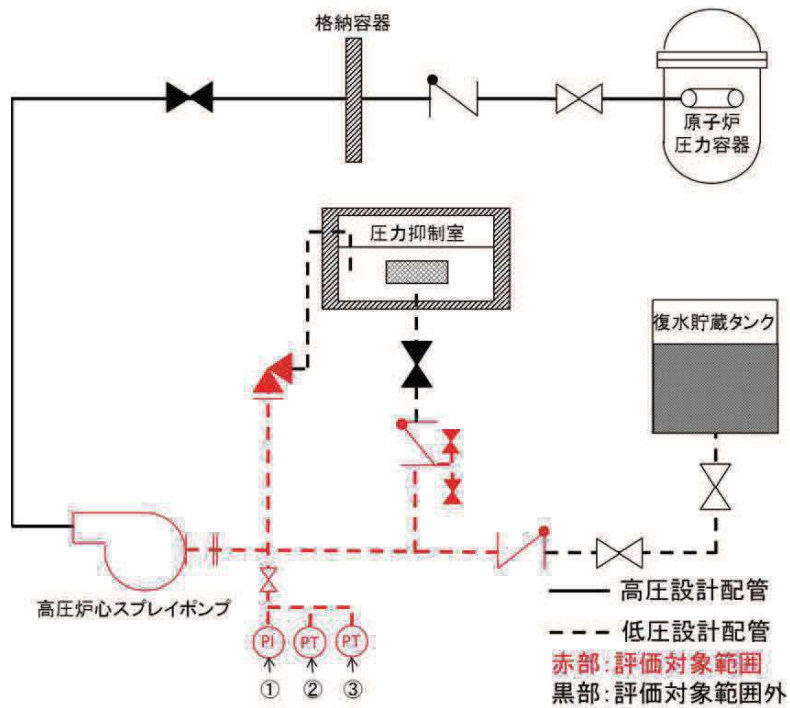 格納容器
原子炉
圧力容器
圧力抑制室
復水貯蔵タンク
高圧炉心スプレイポンプ
PI
PT
PT
①
②
③
高圧設計配管
低圧設計配管
赤部:評価対象範囲
黒部:評価対象範囲外